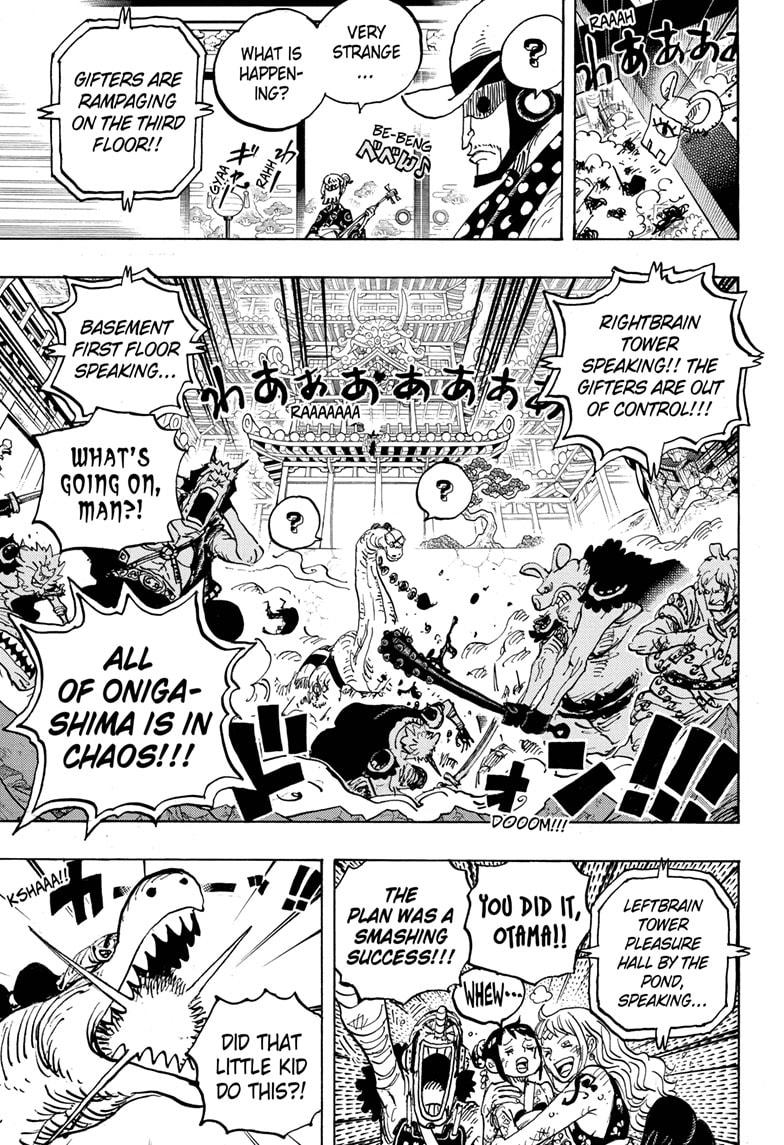 RAAAH
わああああ
?
VERY
STRANGE
...
WHAT IS
HAPPEN-
ING?
BE-BENG
べべん♪
RAHH
わっ
GYAA
ギャー
GIFTERS ARE
RAMPAGING
ON THE THIRD
FLOOR!!
RIGHTBRAIN
TOWER
SPEAKING!! THE
GIFTERS ARE OUT
OF CONTROL!!!
わあああああああ
RAAAAAAA
BASEMENT
FIRST FLOOR
SPEAKING...
?
?
WHAT'S
GOING ON,
MAN?!
ALL
OF ONIGA-
SHIMA IS IN
CHAOS!!!
ドォン!!!
DOOOM!!!
LEFTBRAIN
TOWER
PLEASURE
HALL BY THE
POND,
SPEAKING...
YOU DID IT,
OTAMA!!
WHEW...
THE
PLAN WAS A
SMASHING
SUCCESS!!!
カー!!
KSHAAA!!
DID THAT
LITTLE KID
DO THIS?!